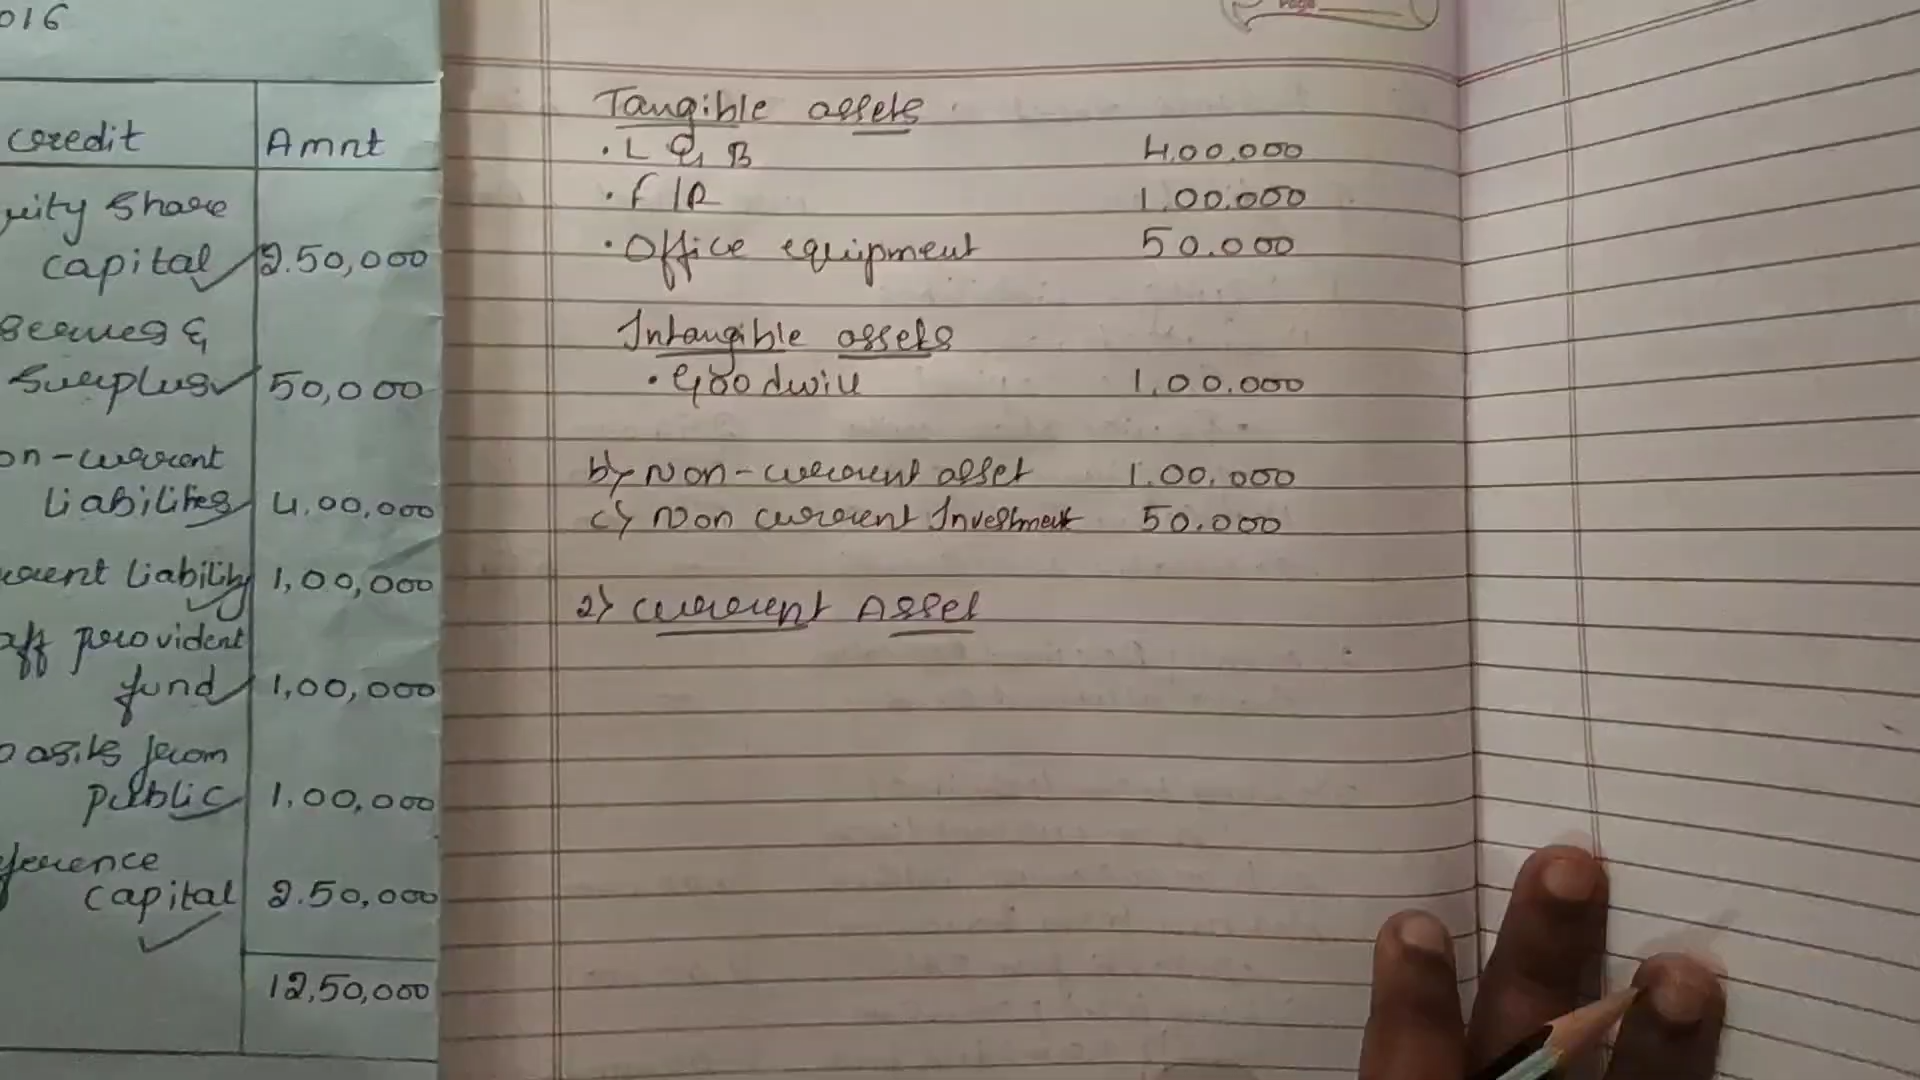 016
credit Amnt
uity Share
capital 2.50,000
serves &
Surplus 50,000
on-current
liabilities 4.00,000
rrent liability 1,00,000
aff provident
fund 1,00,000
osits from
public 1.00,000
ference
capital 2.50,000
12,50,000
Page
Tangible assets
. L & B 4.00.000
. F/R 1.00.000
. Office equipment 50.000
Intangible assets
. Goodwill 1.00.000
b) Non-current asset 1.00.000
c) Non current Investment 50.000
2) Current Asset